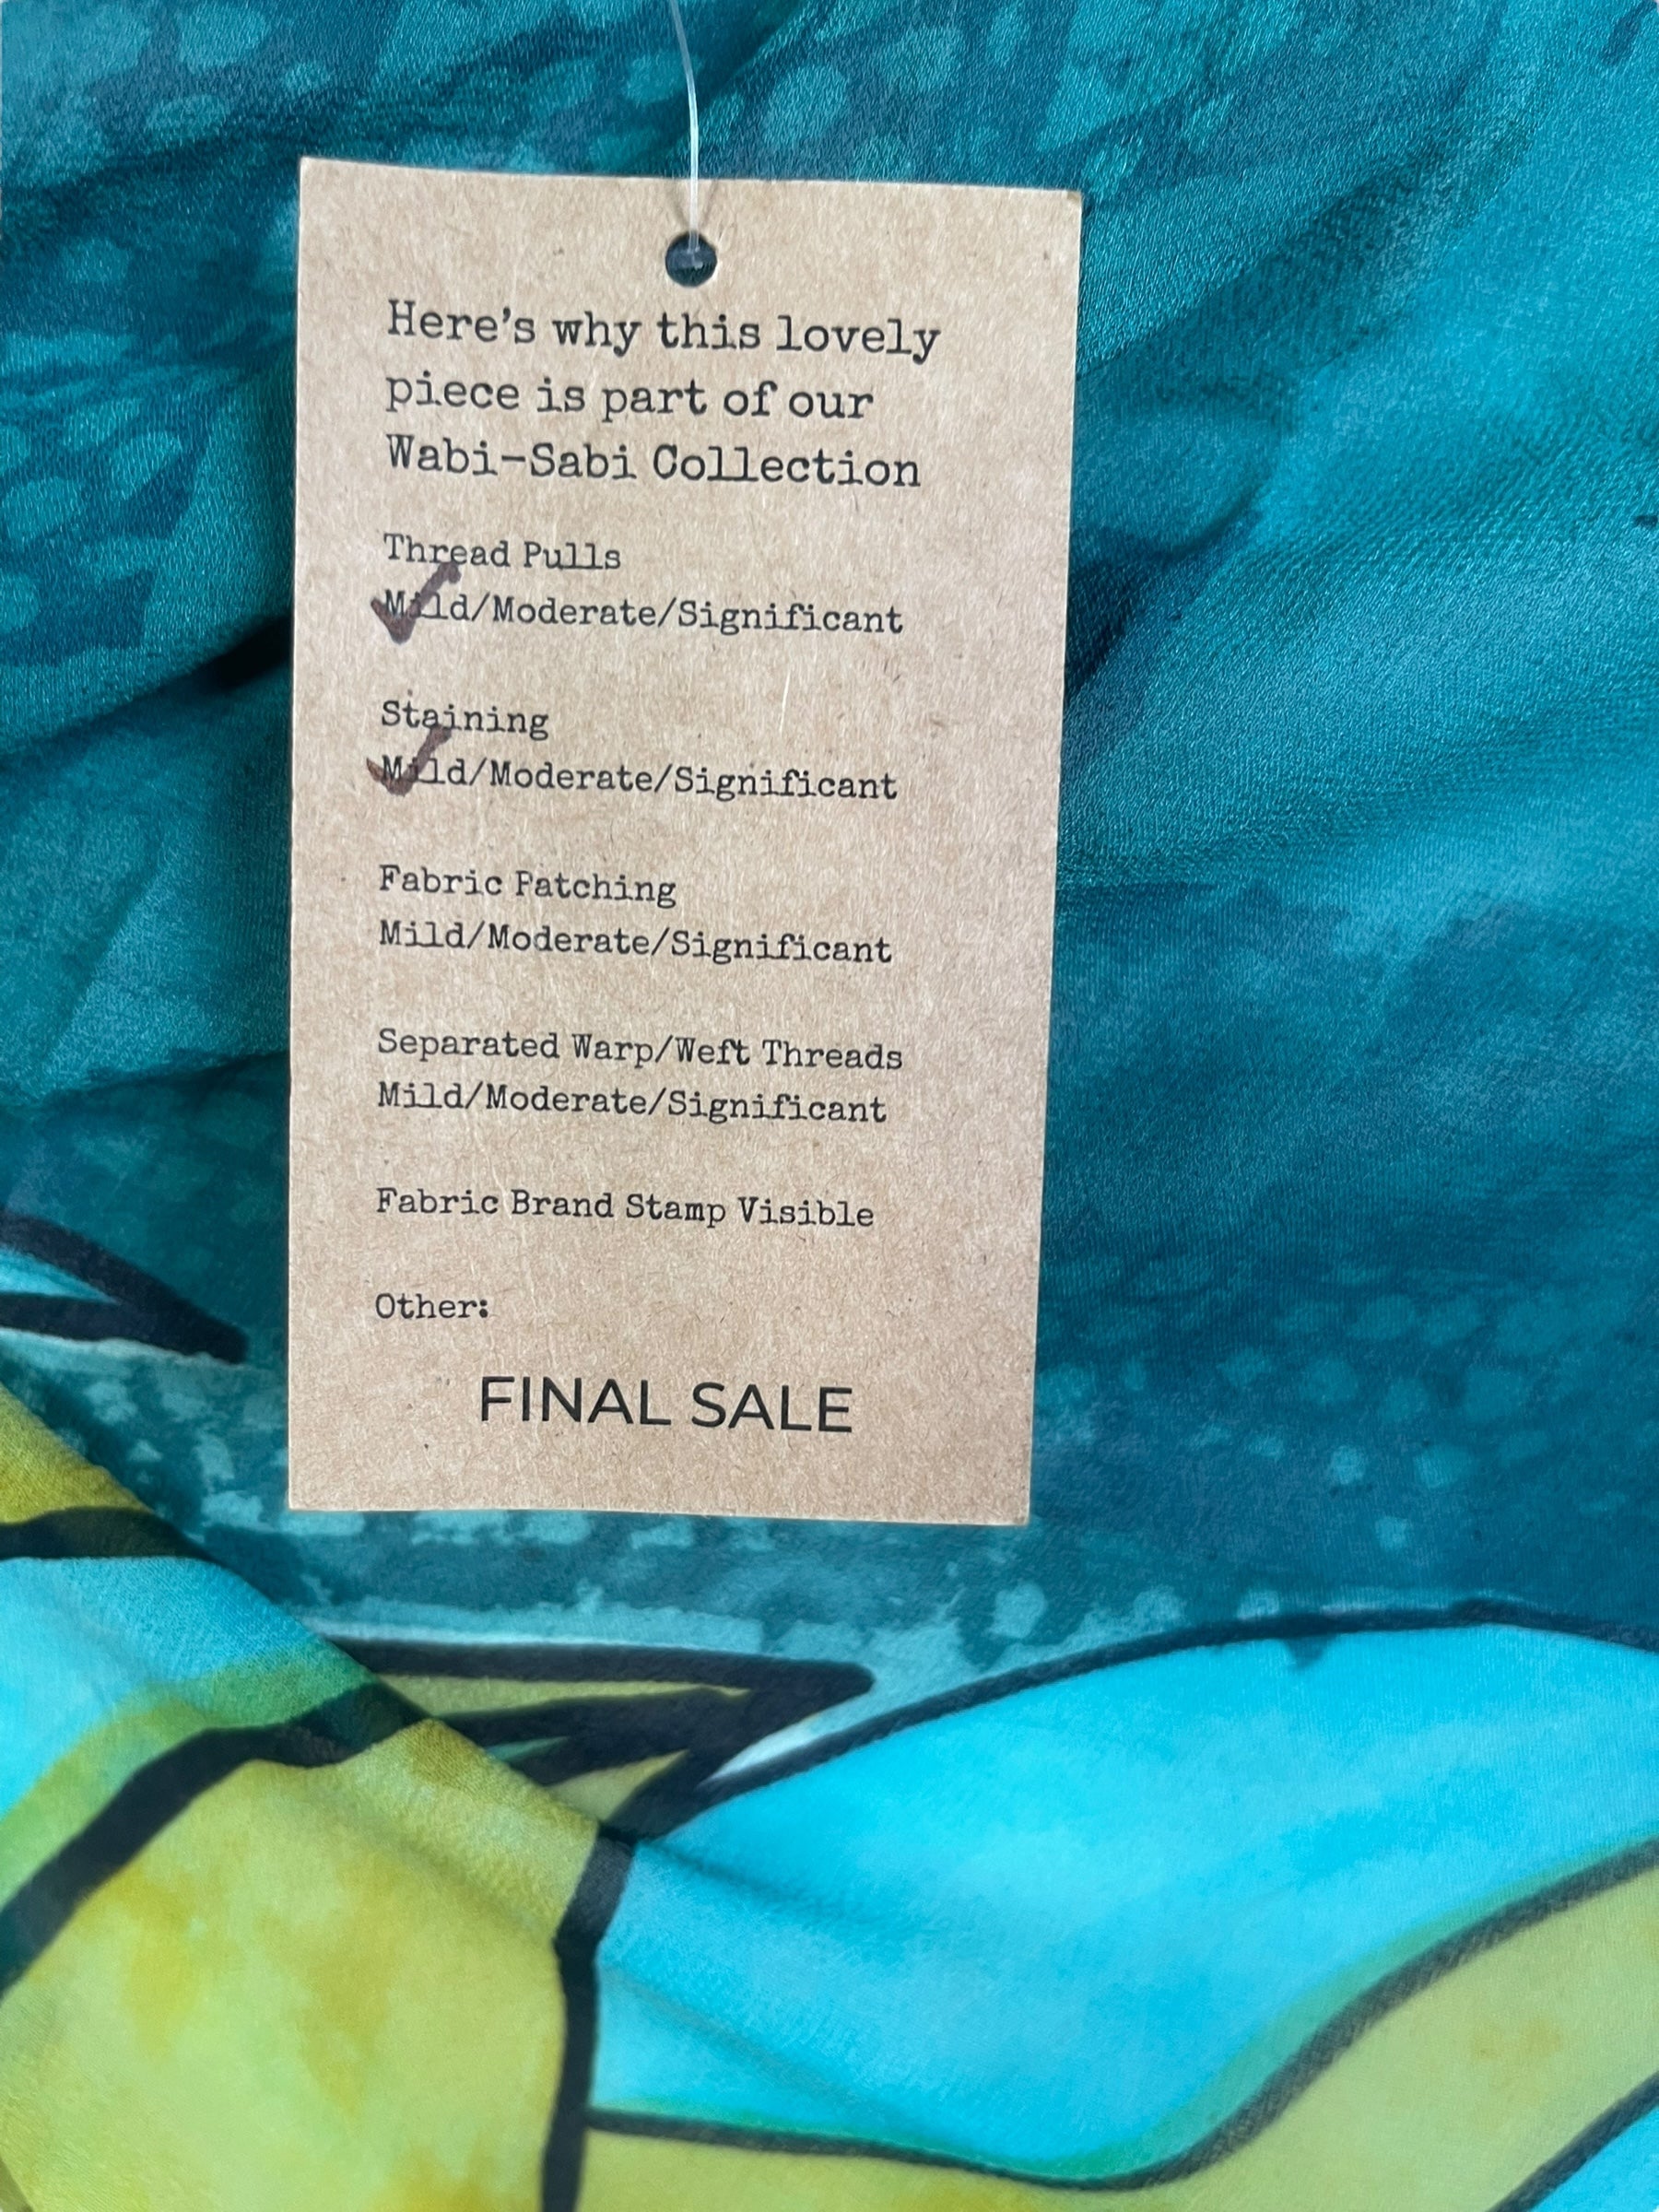 Here's why this lovely
piece is part of our
Wabi-Sabi Collection
Thread Pulls
Mild/Moderate/Significant
Staining
Mild/Moderate/Significant
Fabric Patching
Mild/Moderate/Significant
Separated Warp/Weft Threads
Mild/Moderate/Significant
Fabric Brand Stamp Visible
Other:
FINAL SALE